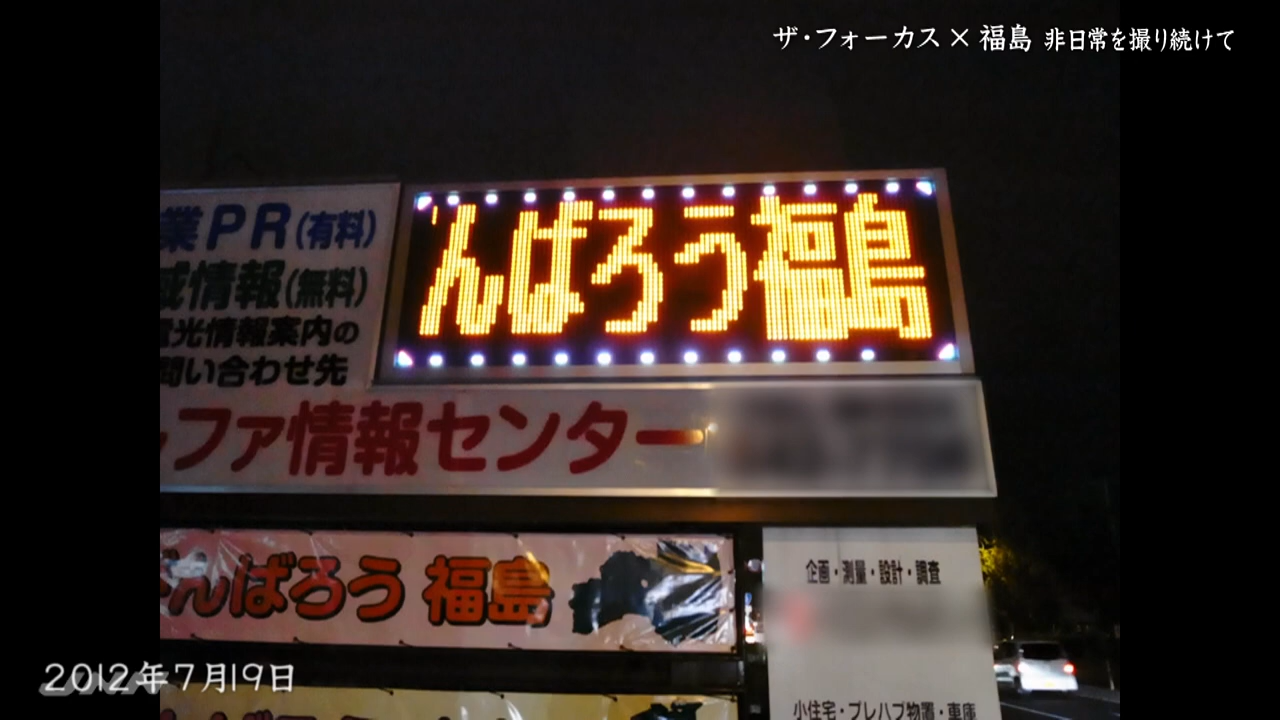 ザ・フォーカス×福島 非日常を撮り続けて
業PR(有料)
域情報(無料)
電光情報案内の
問い合わせ先
んばろう福島
ルファ情報センター
がんばろう 福島
企画・測量・設計・調査
小住宅・プレハブ物置・車庫
2012年7月19日